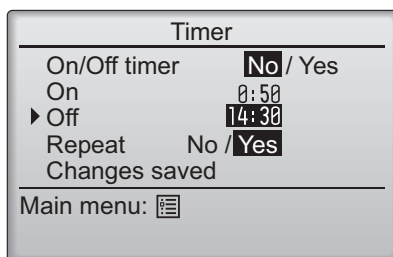 Timer
On/Off timer No / Yes
On 0:50
Off 14:30
Repeat No / Yes
Changes saved
Main menu: